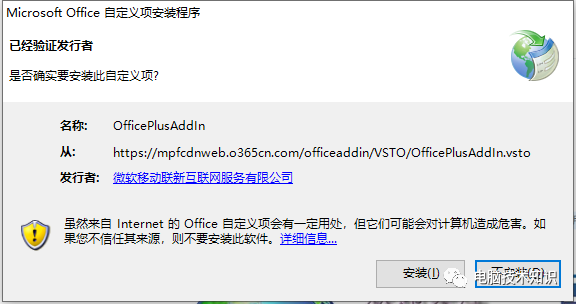 Microsoft Office 自定义项安装程序
已经验证发行者
是否确实要安装此自定义项?
名称: OfficePlusAddIn
从: https://mpfcdnweb.o365cn.com/officeaddin/VSTO/OfficePlusAddIn.vsto
发行者: 微软移动联新互联网服务有限公司
虽然来自 Internet 的 Office 自定义项会有一定用处，但它们可能会对计算机造成危害。如
果您不信任其来源，则不要安装此软件。详细信息...
安装(I)
电脑技术知识